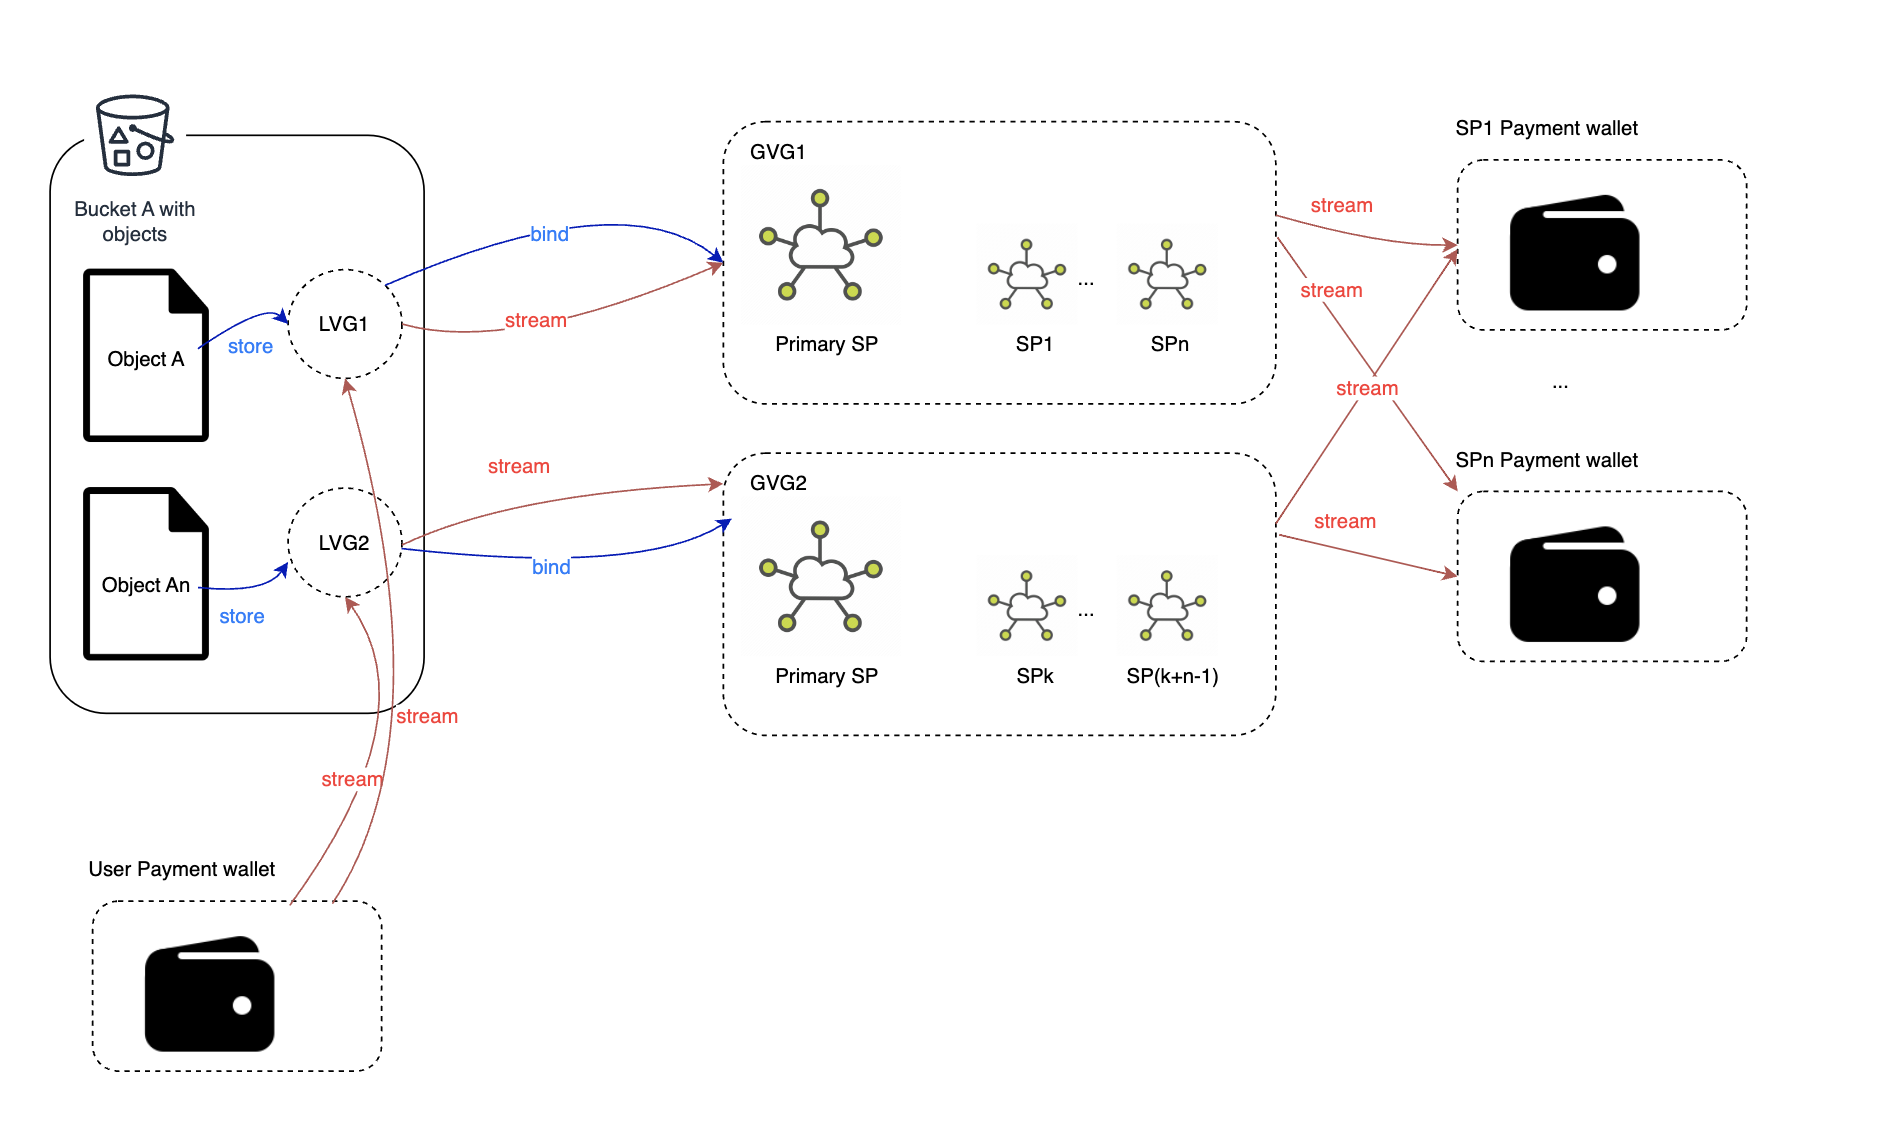 Bucket A with
objects
Object A
store
LVG1
bind
stream
Object An
store
LVG2
stream
bind
stream
stream
User Payment wallet
GVG1
Primary SP
SP1
...
SPn
GVG2
Primary SP
SPk
...
SP(k+n-1)
stream
stream
stream
stream
SP1 Payment wallet
...
SPn Payment wallet